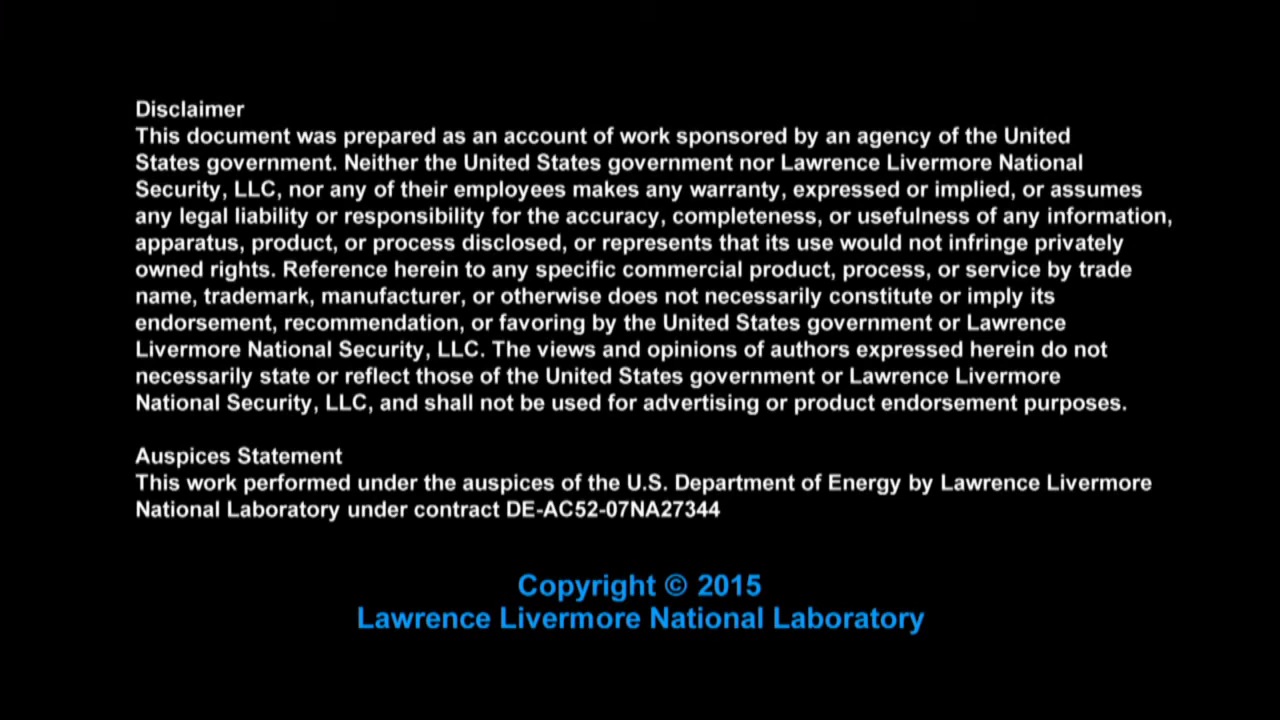 Disclaimer
This document was prepared as an account of work sponsored by an agency of the United
States government. Neither the United States government nor Lawrence Livermore National
Security, LLC, nor any of their employees makes any warranty, expressed or implied, or assumes
any legal liability or responsibility for the accuracy, completeness, or usefulness of any information,
apparatus, product, or process disclosed, or represents that its use would not infringe privately
owned rights. Reference herein to any specific commercial product, process, or service by trade
name, trademark, manufacturer, or otherwise does not necessarily constitute or imply its
endorsement, recommendation, or favoring by the United States government or Lawrence
Livermore National Security, LLC. The views and opinions of authors expressed herein do not
necessarily state or reflect those of the United States government or Lawrence Livermore
National Security, LLC, and shall not be used for advertising or product endorsement purposes.
Auspices Statement
This work performed under the auspices of the U.S. Department of Energy by Lawrence Livermore
National Laboratory under contract DE-AC52-07NA27344
Copyright © 2015
Lawrence Livermore National Laboratory